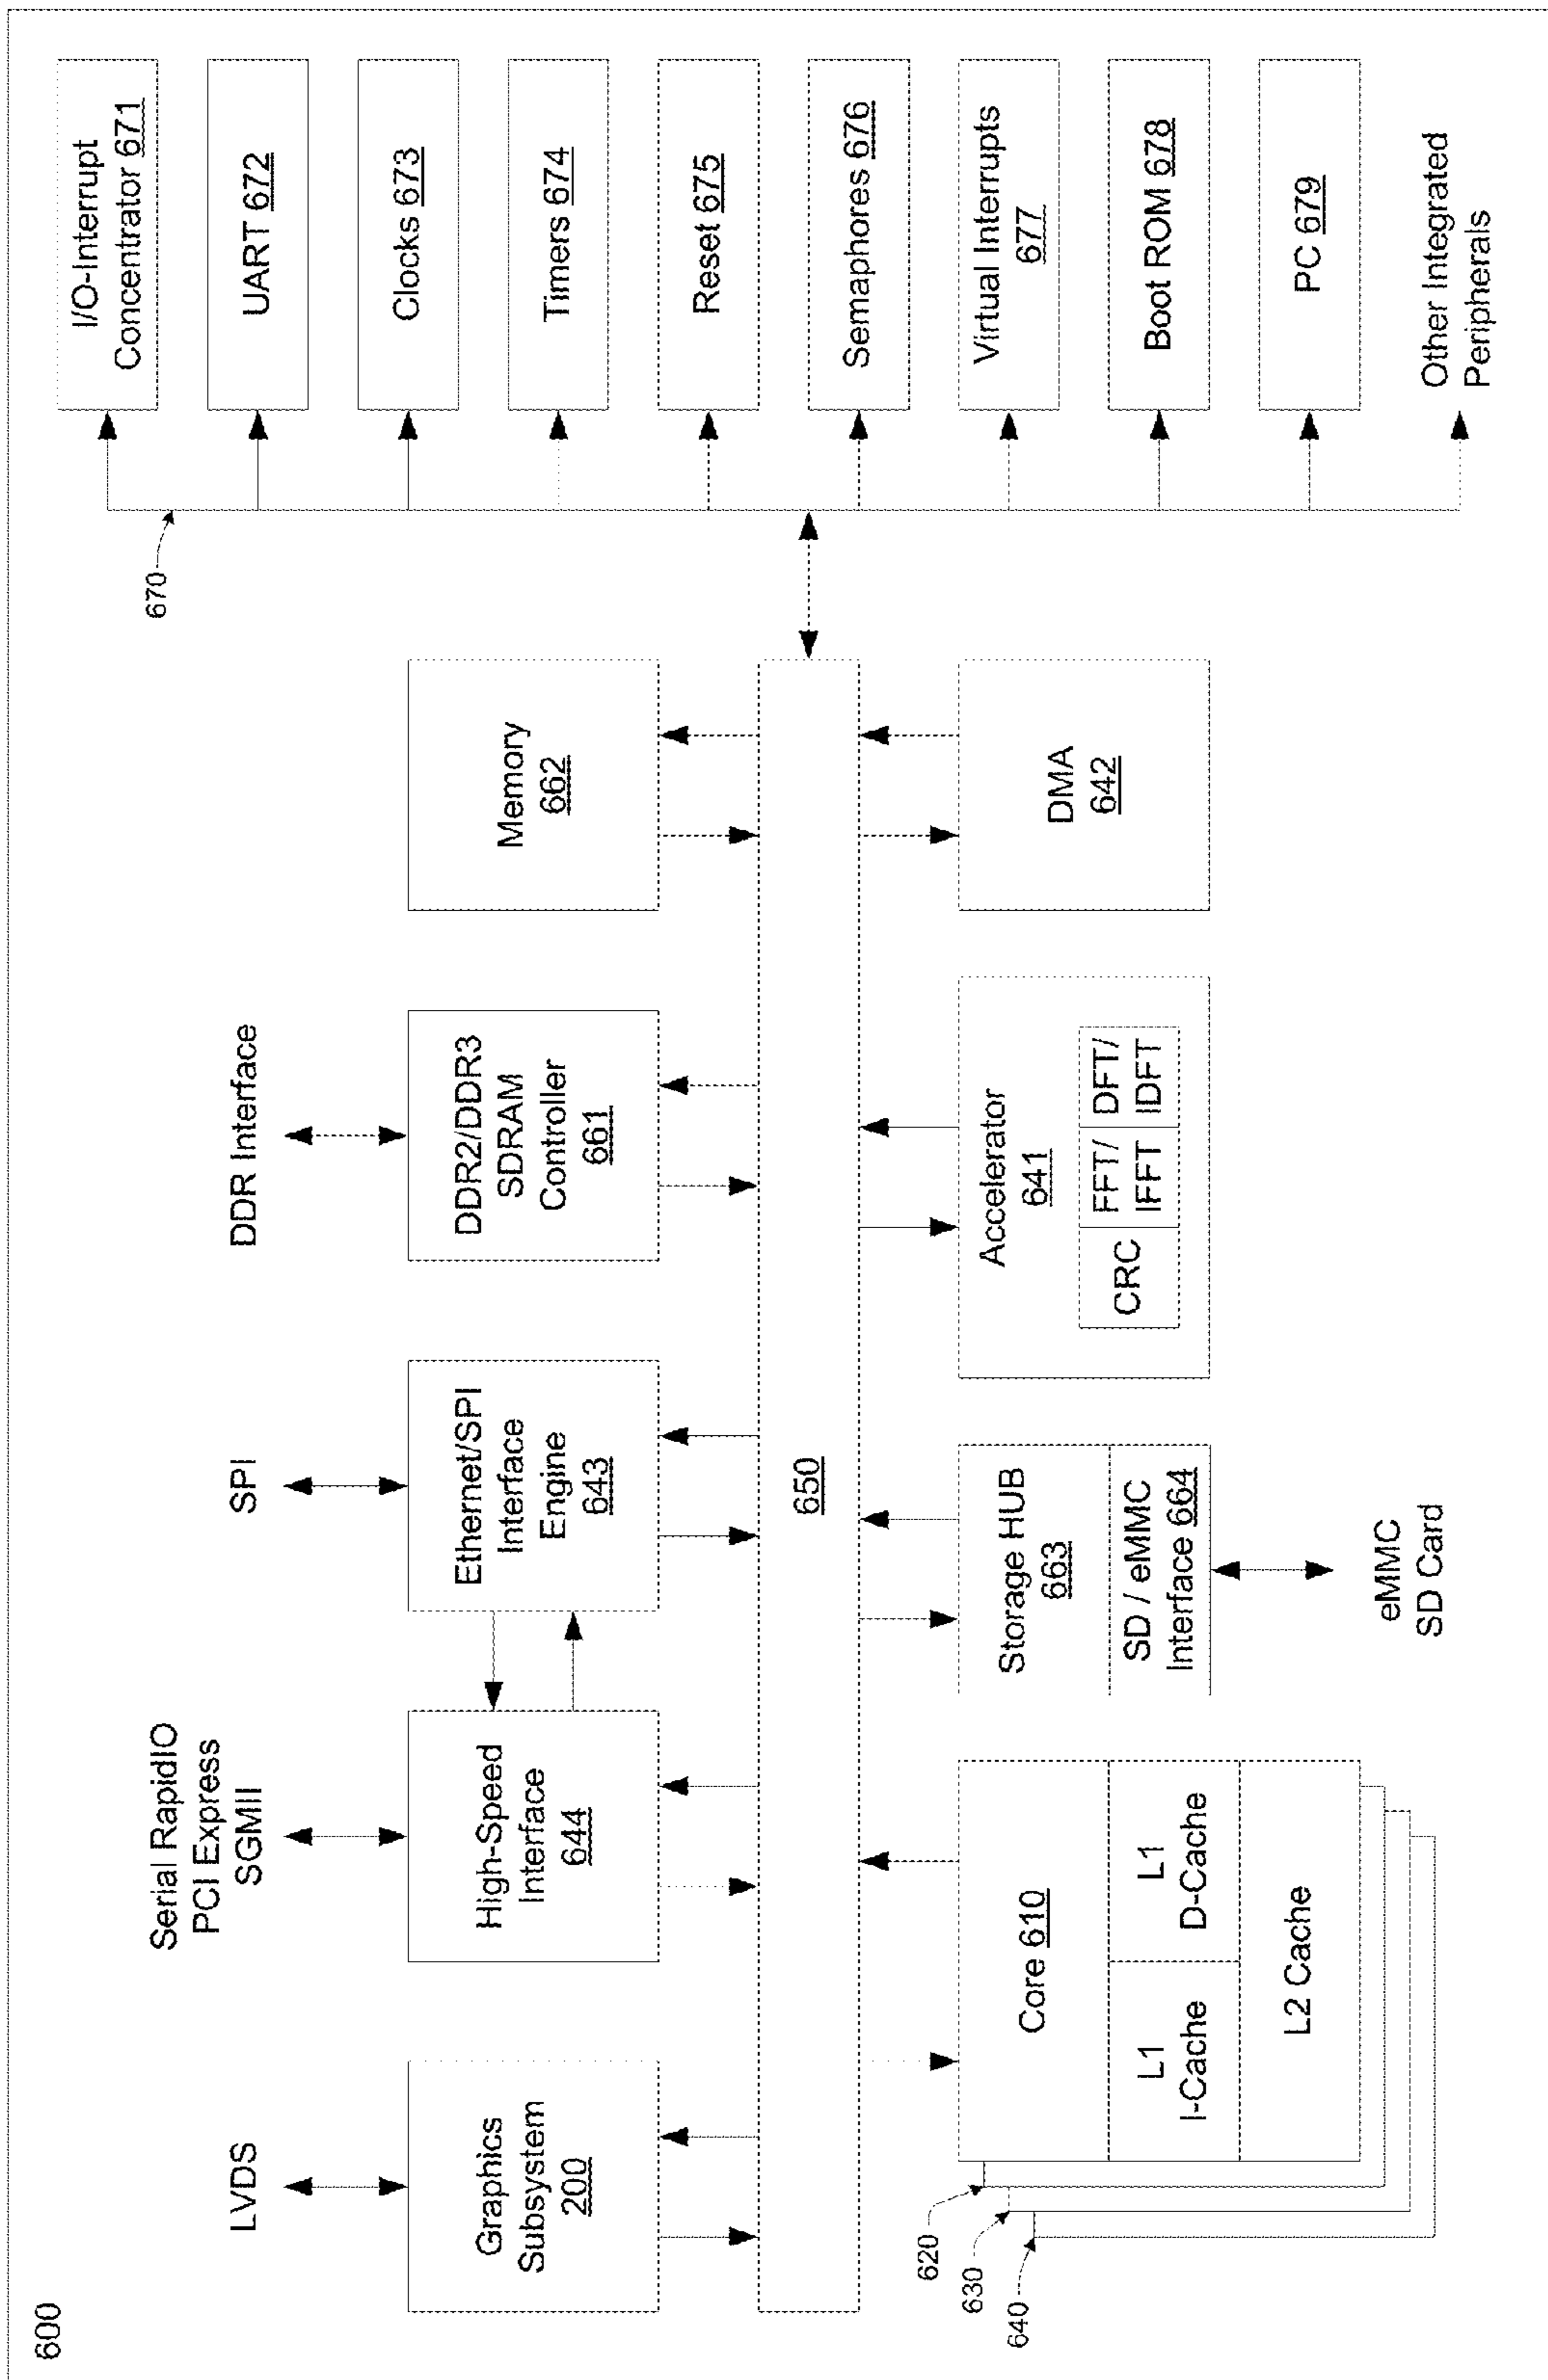 600
LVDS
Serial RapidIO
PCI Express
SGMII
SPI
DDR Interface
Graphics
Subsystem
200
High-Speed
Interface
644
Ethernet/SPI
Interface
Engine
643
DDR2/DDR3
SDRAM
Controller
661
Memory
662
650
620
630
640
Core 610
L1
I-Cache
L1
D-Cache
L2 Cache
Storage HUB
663
SD / eMMC
Interface 664
eMMC
SD Card
Accelerator
641
CRC
FFT/
IFFT
DFT/
IDFT
DMA
642
670
I/O-Interrupt
Concentrator 671
UART 672
Clocks 673
Timers 674
Reset 675
Semaphores 676
Virtual Interrupts
677
Boot ROM 678
PC 679
Other Integrated
Peripherals